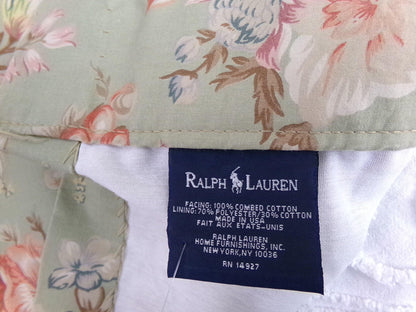 RALPH LAUREN
FACING: 100% COMBED COTTON
LINING: 70% POLYESTER/30% COTTON
MADE IN USA
FAIT AUX ETATS-UNIS
RALPH LAUREN
HOME FURNISHINGS, INC.
NEW YORK, NY 10036
RN 14927